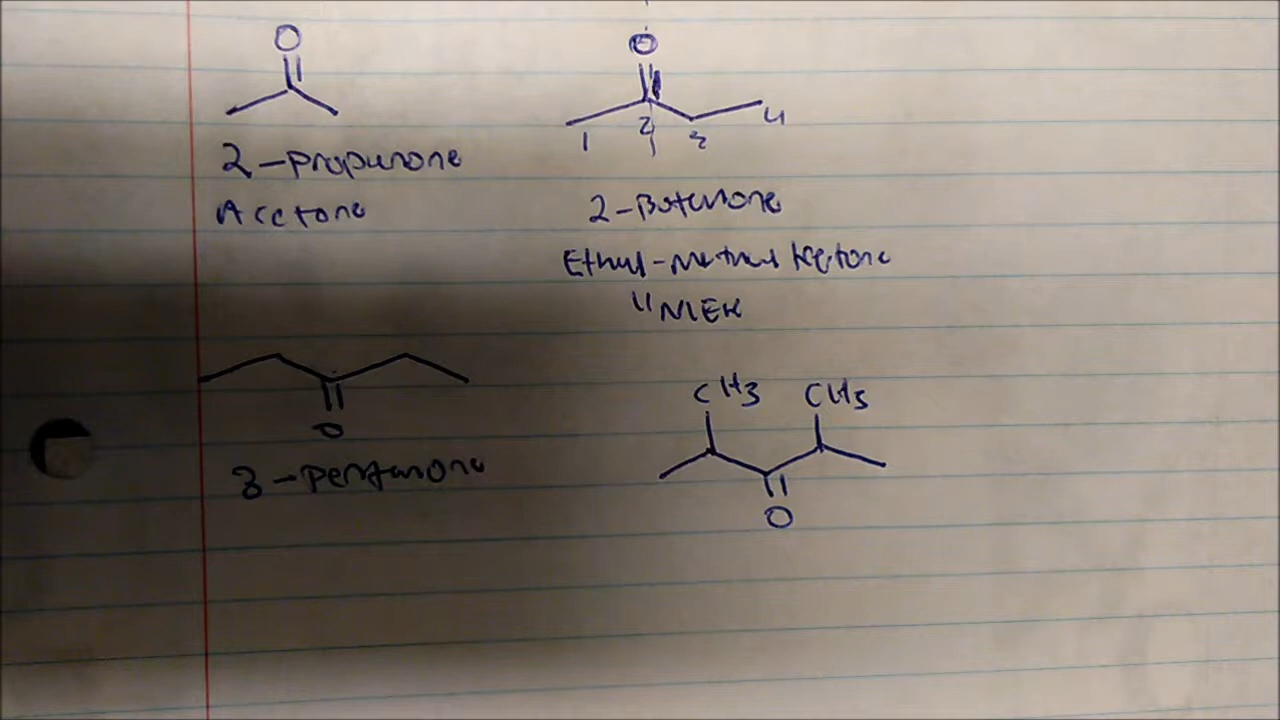 O
2-propanone
Acetone
O
1 2 3 4
2-Butanone
Ethyl-methyl ketone
"MEK
O
3-pentanone
CH3 CH3
O